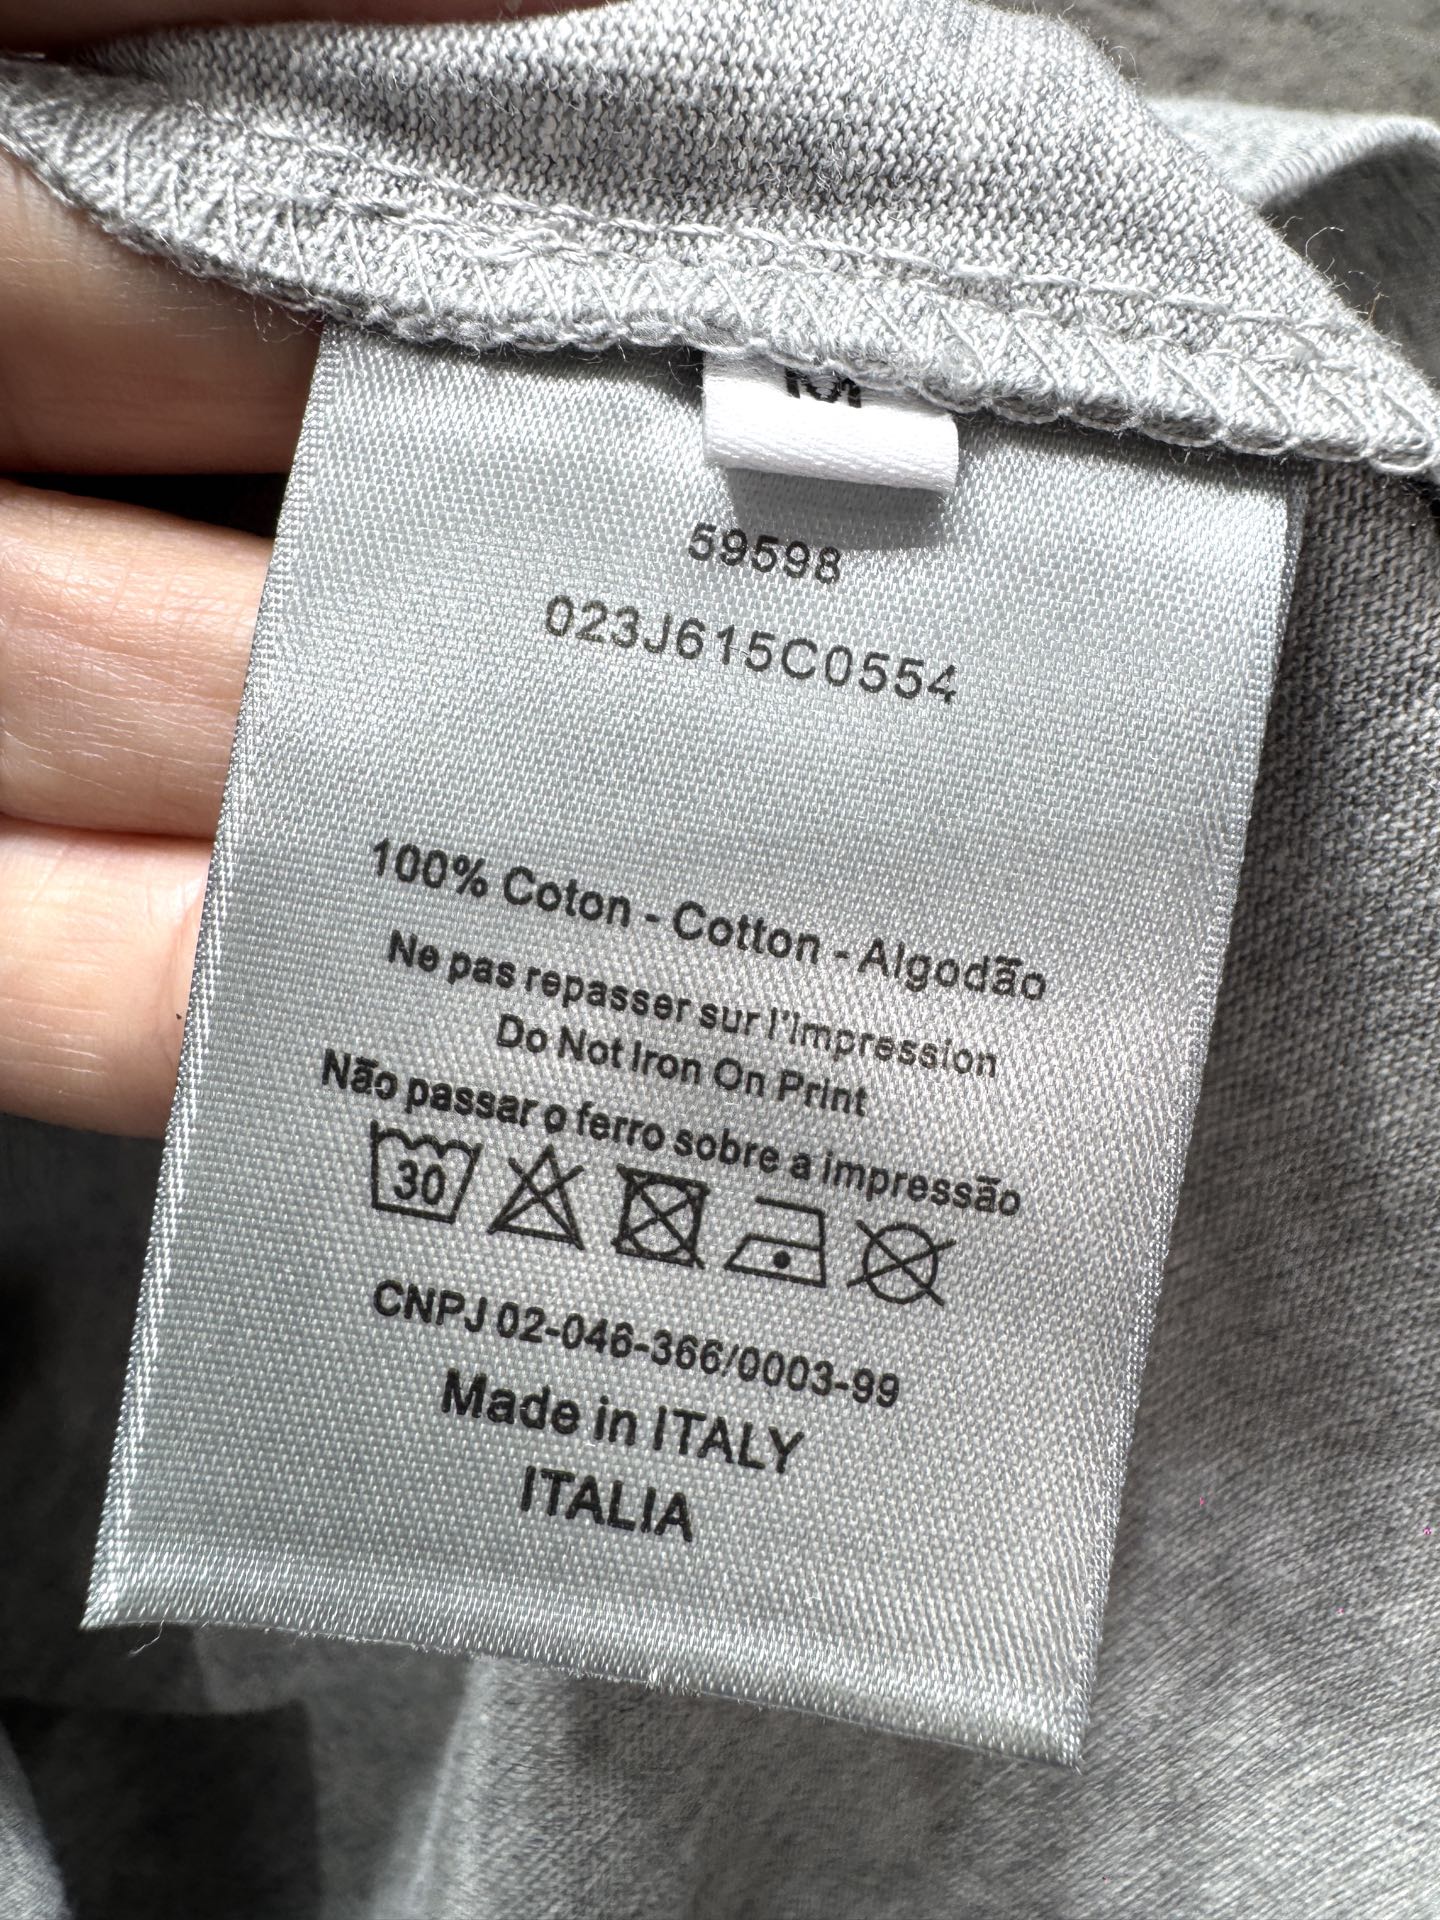 M
59598
023J615C0554
100% Coton - Cotton - Algodão
Ne pas repasser sur l'impression
Do Not Iron On Print
Não passar o ferro sobre a impressão
30
CNPJ 02-046-366/0003-99
Made in ITALY
ITALIA